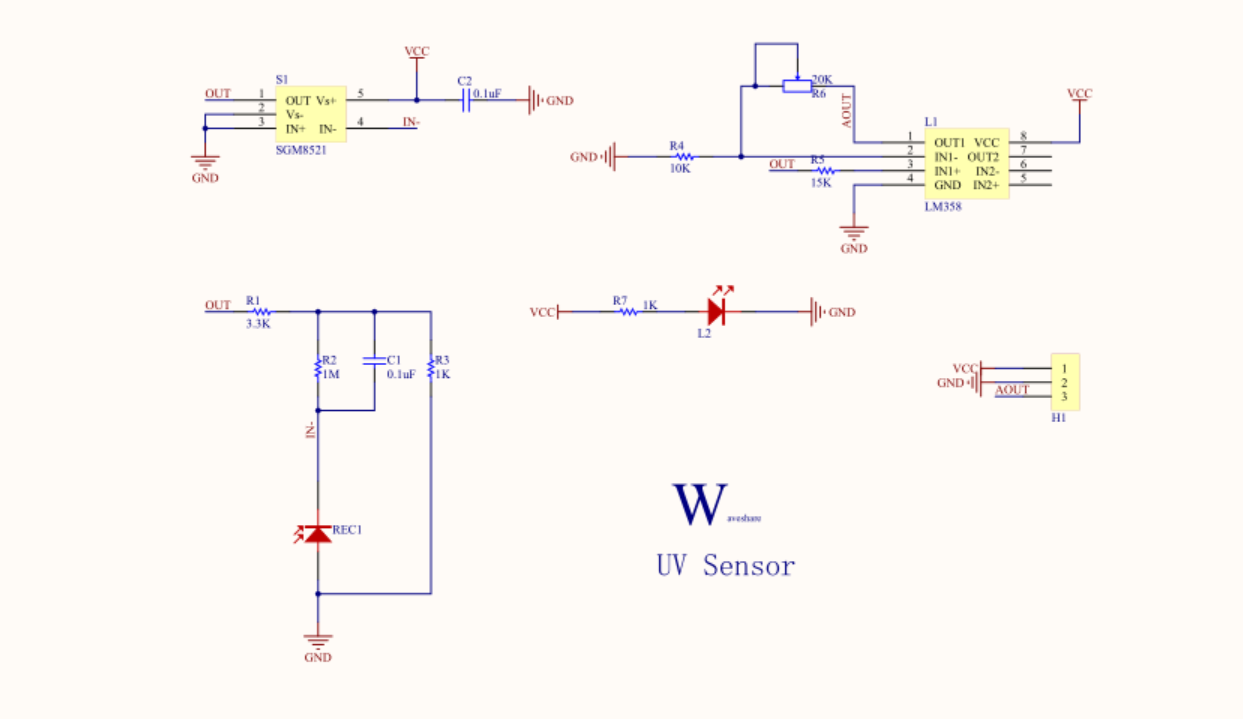 VCC
S1
OUT 1 OUT Vs+ 5
2 Vs-
3 IN+ IN- 4 IN-
SGM8521
GND
C2
0.1uF
GND
20K
R6
AOUT
GND
R4
10K
OUT
R5
15K
L1
1 OUT1 VCC 8
2 IN1- OUT2 7
3 IN1+ IN2- 6
4 GND IN2+ 5
LM358
VCC
GND
OUT
R1
3.3K
R2
1M
C1
0.1uF
R3
1K
IN-
REC1
GND
VCC
R7
1K
L2
GND
VCC 1
GND 2
AOUT 3
H1
Waveshare
UV Sensor